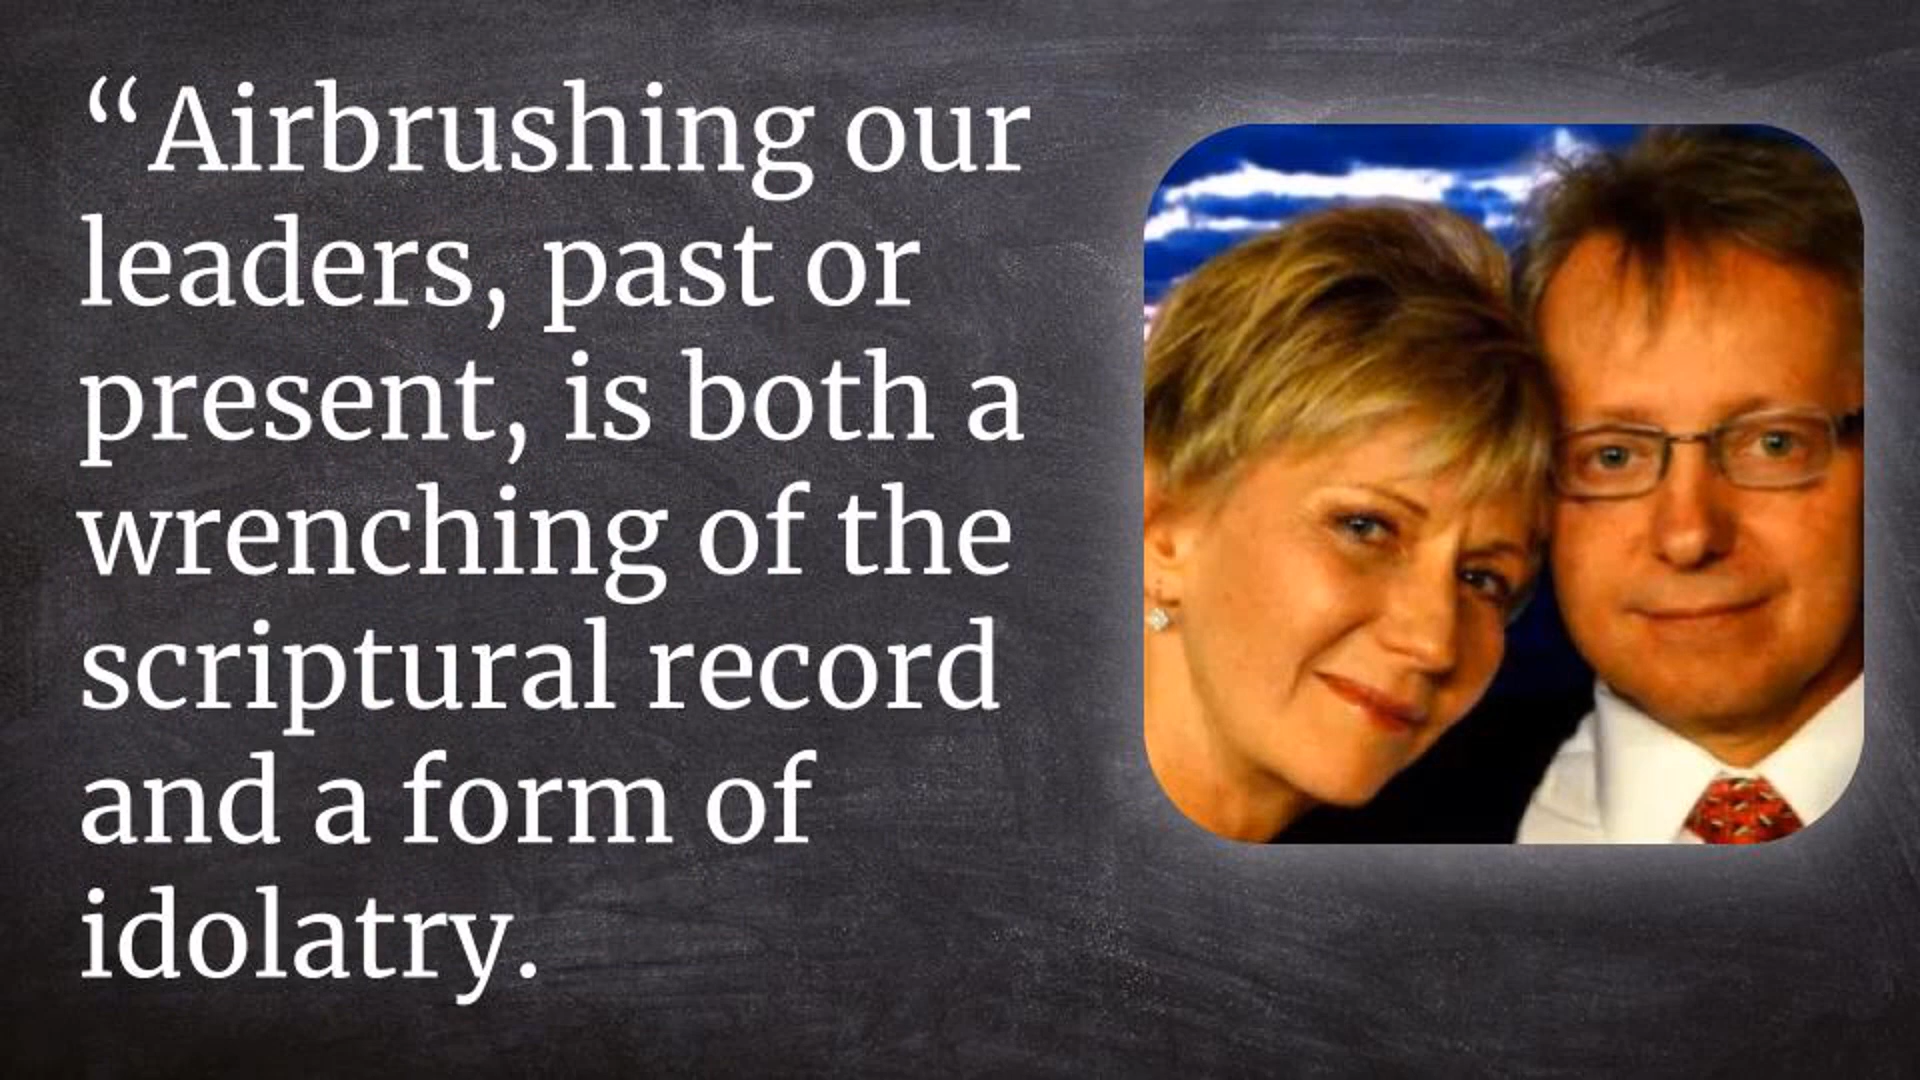 “Airbrushing our
leaders, past or
present, is both a
wrenching of the
scriptural record
and a form of
idolatry.